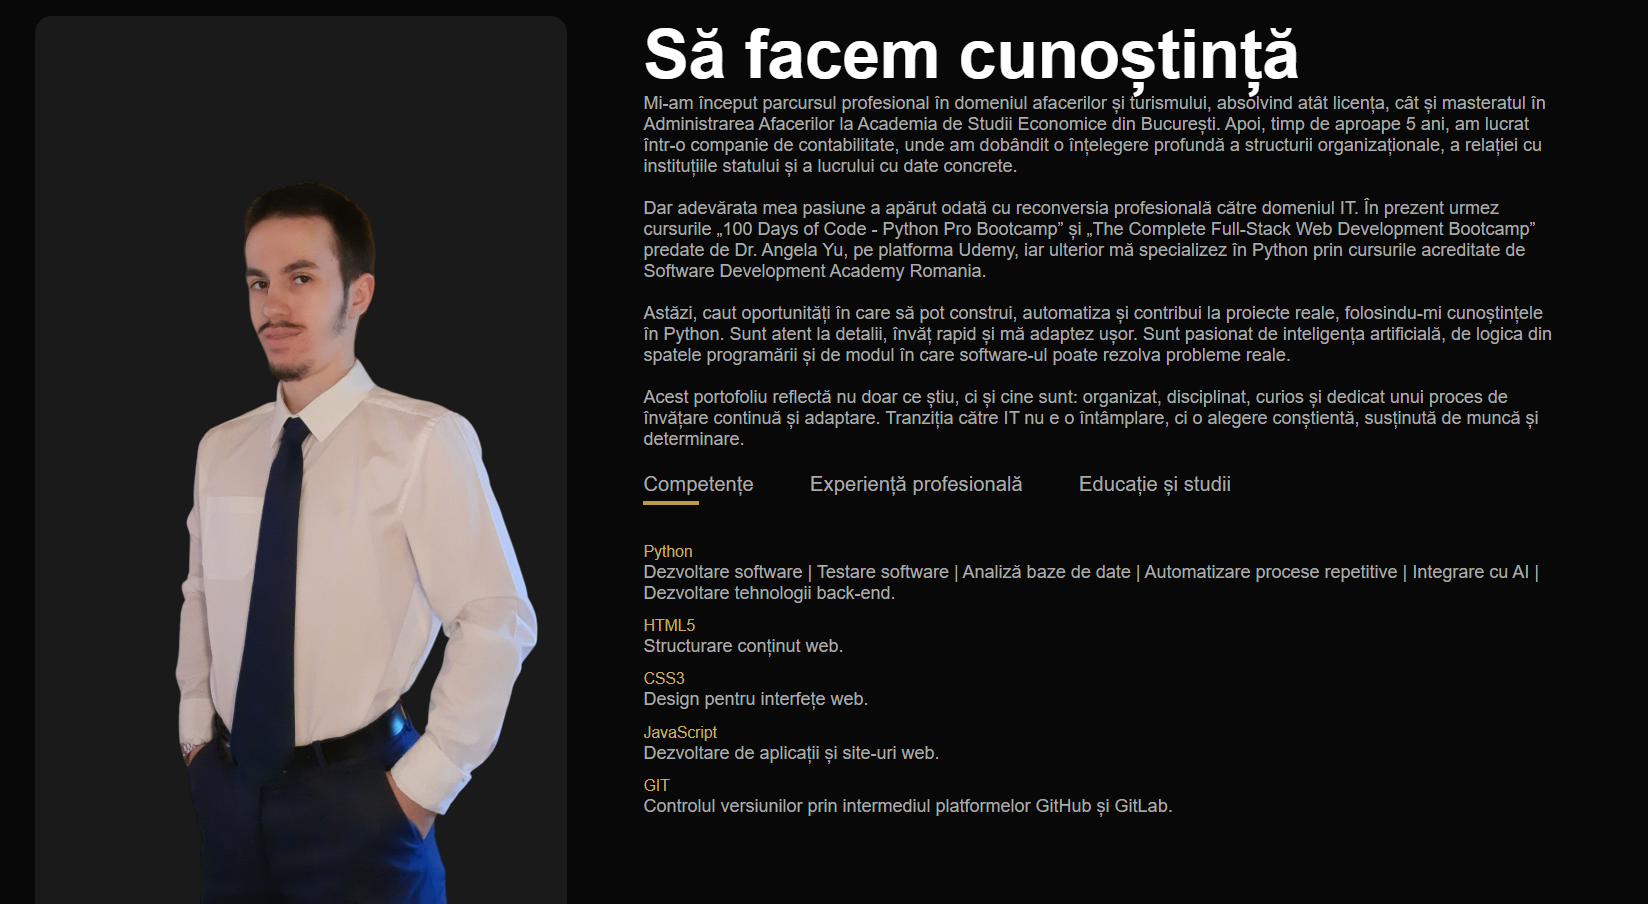 Să facem cunoștință
Mi-am început parcursul profesional în domeniul afacerilor și turismului, absolvind atât licența, cât și masteratul în
Administrarea Afacerilor la Academia de Studii Economice din București. Apoi, timp de aproape 5 ani, am lucrat
într-o companie de contabilitate, unde am dobândit o înțelegere profundă a structurii organizaționale, a relației cu
instituțiile statului și a lucrului cu date concrete.
Dar adevărata mea pasiune a apărut odată cu reconversia profesională către domeniul IT. În prezent urmez
cursurile „100 Days of Code - Python Pro Bootcamp” și „The Complete Full-Stack Web Development Bootcamp”
predate de Dr. Angela Yu, pe platforma Udemy, iar ulterior mă specializez în Python prin cursurile acreditate de
Software Development Academy Romania.
Astăzi, caut oportunități în care să pot construi, automatiza și contribui la proiecte reale, folosindu-mi cunoștințele
în Python. Sunt atent la detalii, învăț rapid și mă adaptez ușor. Sunt pasionat de inteligența artificială, de logica din
spatele programării și de modul în care software-ul poate rezolva probleme reale.
Acest portofoliu reflectă nu doar ce știu, ci și cine sunt: organizat, disciplinat, curios și dedicat unui proces de
învățare continuă și adaptare. Tranziția către IT nu e o întâmplare, ci o alegere conștientă, susținută de muncă și
determinare.
Competențe Experiență profesională Educație și studii
Python
Dezvoltare software | Testare software | Analiză baze de date | Automatizare procese repetitive | Integrare cu AI |
Dezvoltare tehnologii back-end.
HTML5
Structurare conținut web.
CSS3
Design pentru interfețe web.
JavaScript
Dezvoltare de aplicații și site-uri web.
GIT
Controlul versiunilor prin intermediul platformelor GitHub și GitLab.